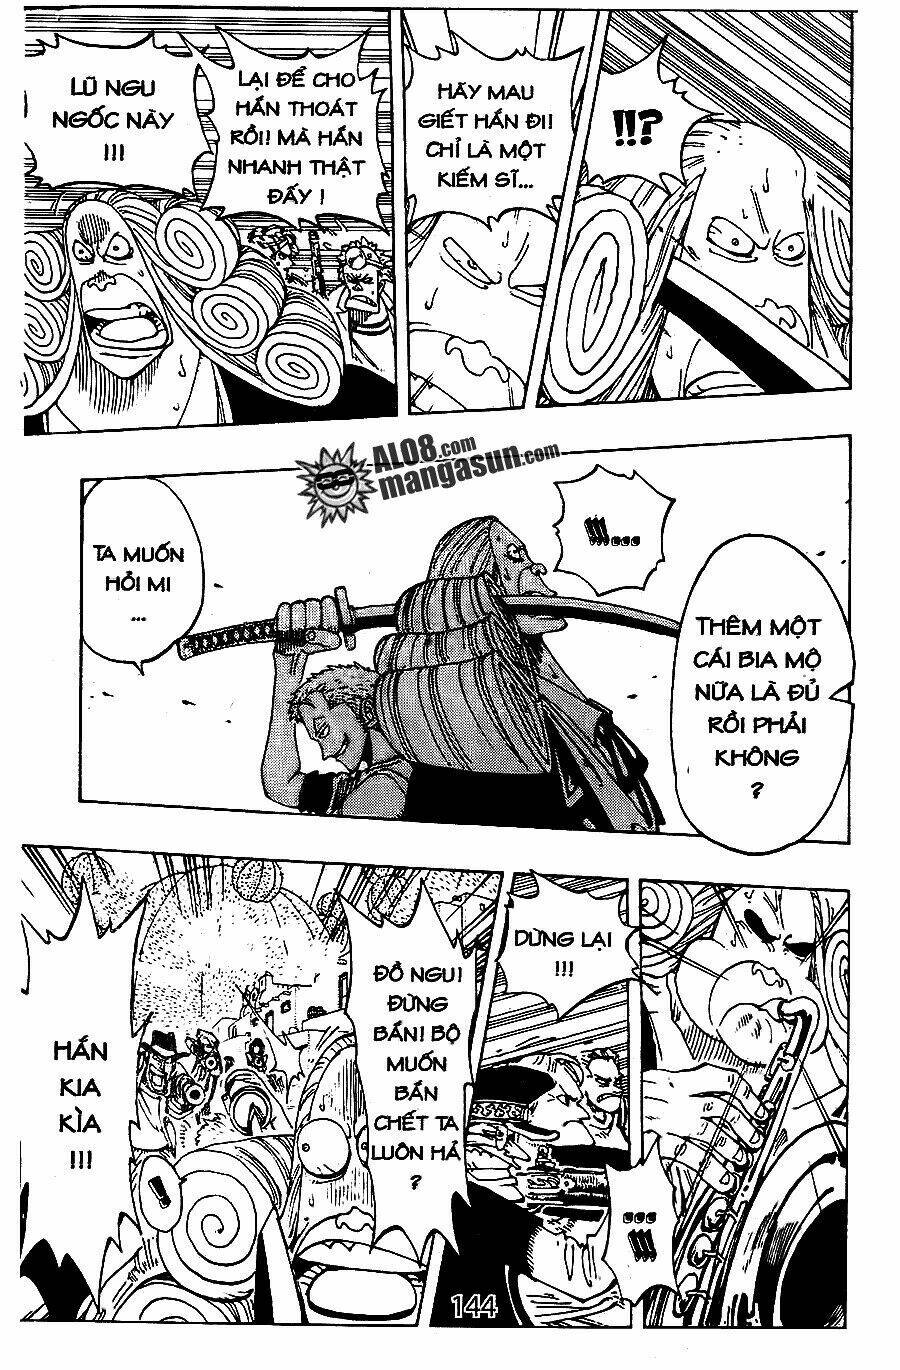 LŨ NGU
NGỐC NÀY
!!!
LẠI ĐỂ CHO
HẮN THOÁT
RỒI!! MÀ HẮN
NHANH THẬT
ĐẤY !
HÃY MAU
GIẾT HẮN ĐI!!
CHỈ LÀ MỘT
KIẾM SĨ...
!!?
AL08.com
mangasun.com
TA MUỐN
HỎI MI
...
!!!...
THÊM MỘT
CÁI BIA MỘ
NỮA LÀ ĐỦ
RỒI PHẢI
KHÔNG
?
HẮN
KIA
KÌA
!!!
!!
ĐỒ NGU!
ĐỪNG
BẮN! BỘ
MUỐN
BẮN
CHẾT TA
LUÔN HẢ
?
DỪNG LẠI
!!!
...
!!!
144